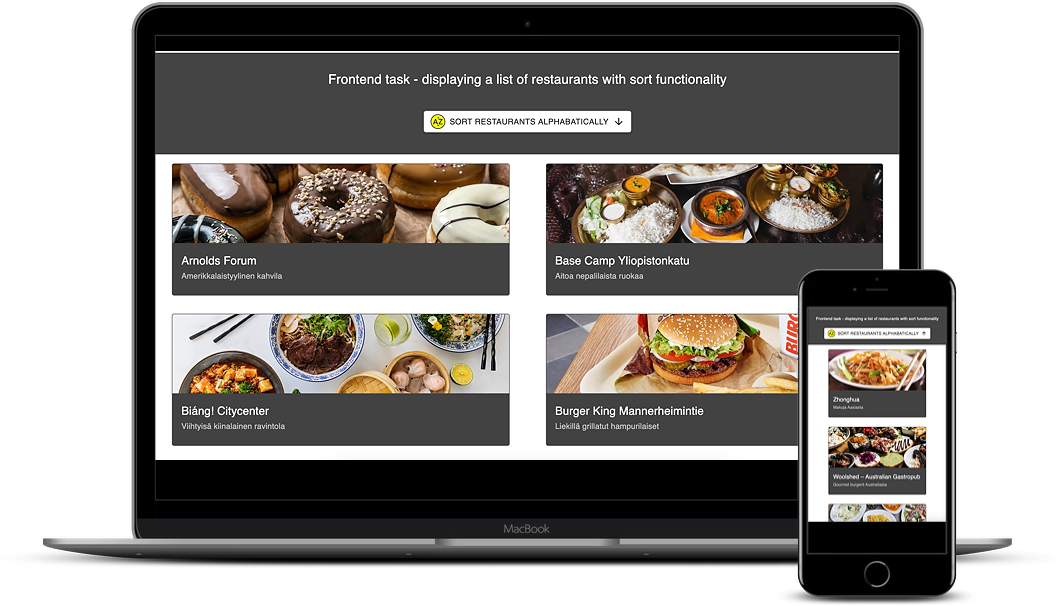 Frontend task - displaying a list of restaurants with sort functionality
AZ SORT RESTAURANTS ALPHABATICALLY
Arnolds Forum
Amerikkalaistyylinen kahvila
Base Camp Yliopistonkatu
Aitoa nepalilaista ruokaa
Biáng! Citycenter
Viihtyisä kiinalainen ravintola
BURG
Burger King Mannerheimintie
Liekillä grillatut hampurilaiset
MacBook
Frontend task - displaying a list of restaurants with sort functionality
AZ SORT RESTAURANTS ALPHABATICALLY
Zhonghua
Makuja Aasiasta
Woolshed – Australian Gastropub
Gourmet burgerit Australiasta